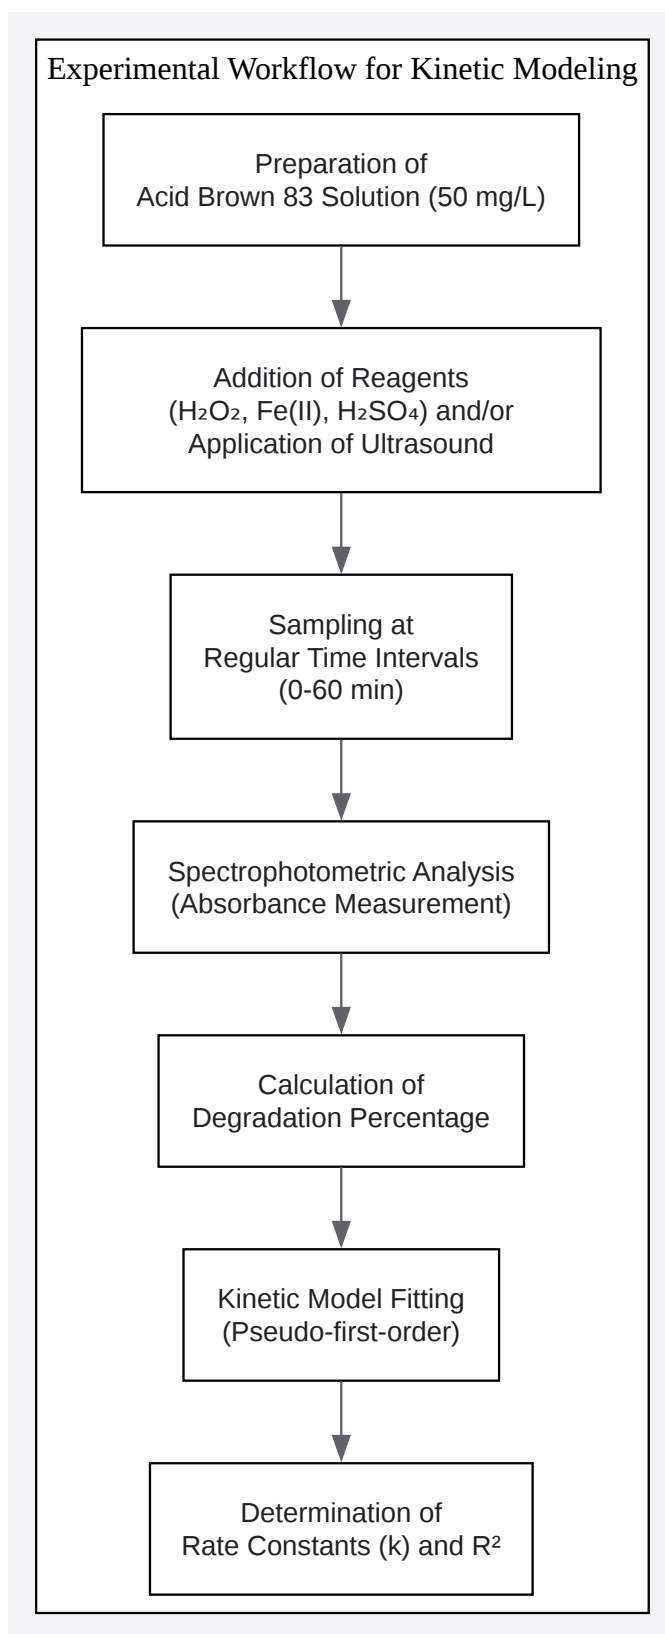 Experimental Workflow for Kinetic Modeling
Preparation of
Acid Brown 83 Solution (50 mg/L)
Addition of Reagents
(H₂O₂, Fe(II), H₂SO₄) and/or
Application of Ultrasound
Sampling at
Regular Time Intervals
(0-60 min)
Spectrophotometric Analysis
(Absorbance Measurement)
Calculation of
Degradation Percentage
Kinetic Model Fitting
(Pseudo-first-order)
Determination of
Rate Constants (k) and R²